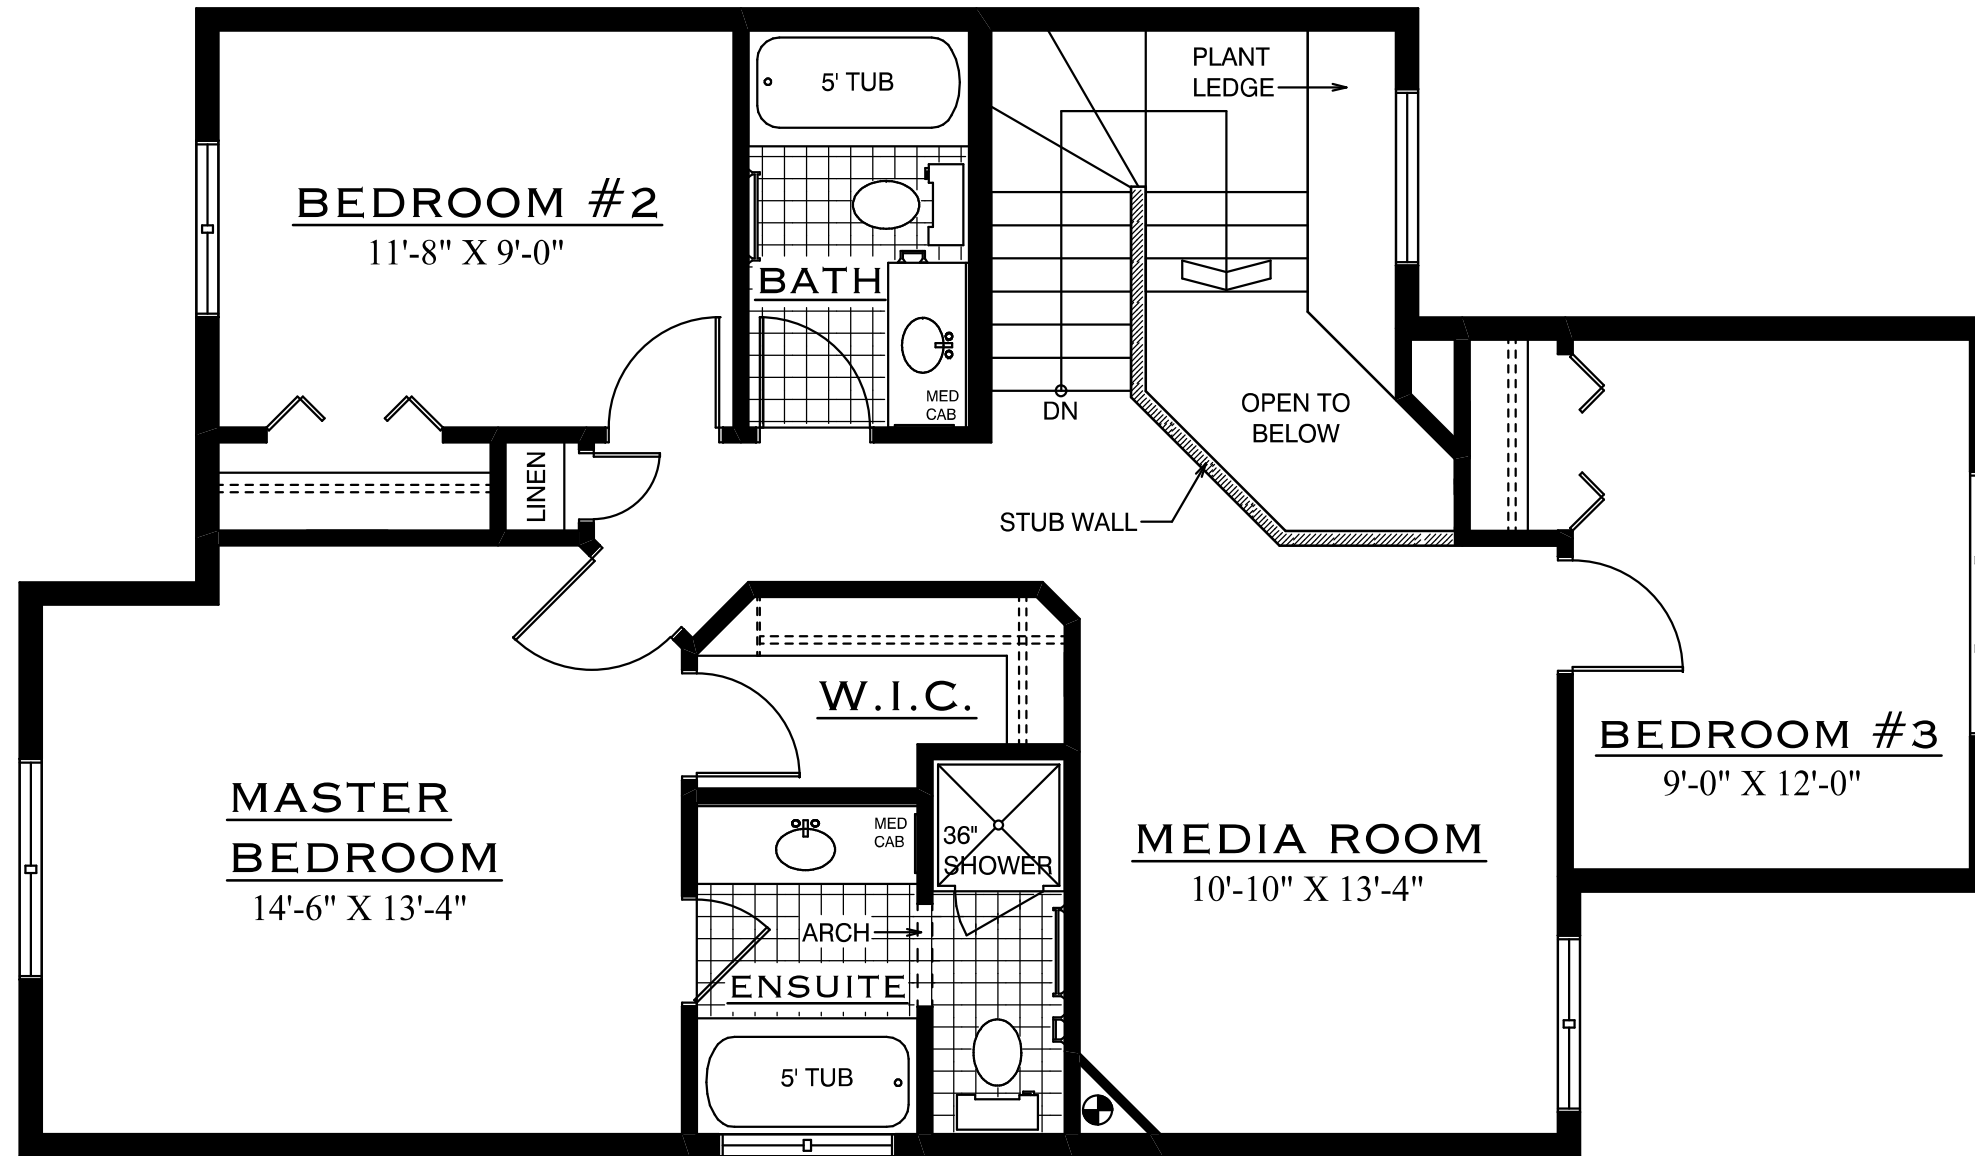 PLANT
LEDGE
5' TUB
BEDROOM #2
11'-8" X 9'-0"
BATH
MED
CAB
DN
OPEN TO
BELOW
LINEN
STUB WALL
W.I.C.
BEDROOM #3
9'-0" X 12'-0"
MASTER
BEDROOM
14'-6" X 13'-4"
MED
CAB
36"
SHOWER
MEDIA ROOM
10'-10" X 13'-4"
ARCH
ENSUITE
5' TUB